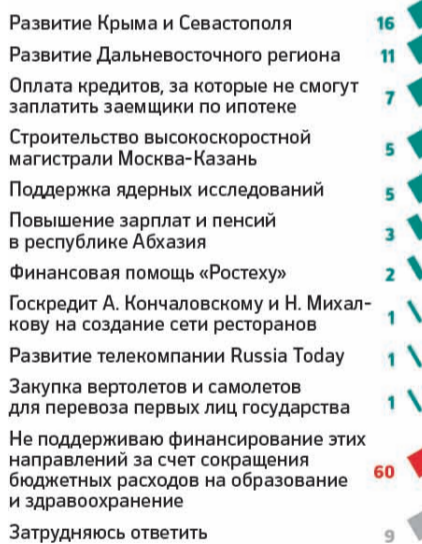 Развитие Крыма и Севастополя 16
Развитие Дальневосточного региона 11
Оплата кредитов, за которые не смогут
заплатить заемщики по ипотеке 7
Строительство высокоскоростной
магистрали Москва-Казань 5
Поддержка ядерных исследований 5
Повышение зарплат и пенсий
в республике Абхазия 3
Финансовая помощь «Ростеху» 2
Госкредит А. Кончаловскому и Н. Михал-
кову на создание сети ресторанов 1
Развитие телекомпании Russia Today 1
Закупка вертолетов и самолетов
для перевоза первых лиц государства 1
Не поддерживаю финансирование этих
направлений за счет сокращения
бюджетных расходов на образование 60
и здравоохранение
Затрудняюсь ответить 9